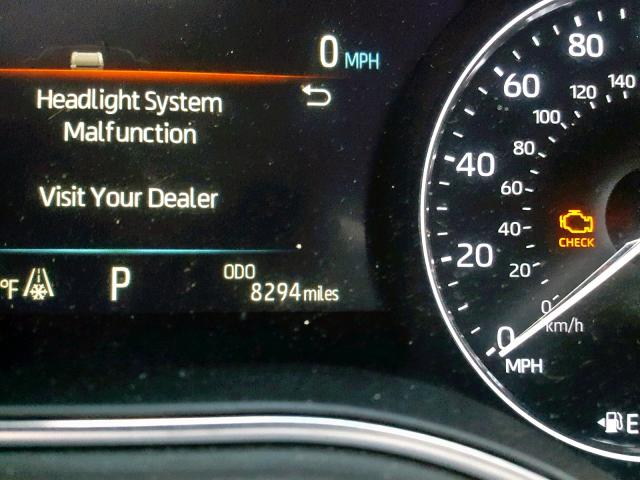 0 MPH
Headlight System
Malfunction
Visit Your Dealer
°F
P
ODO
8294 miles
80
60
40
20
0
MPH
140
120
100
80
60
40
20
0
km/h
CHECK
E